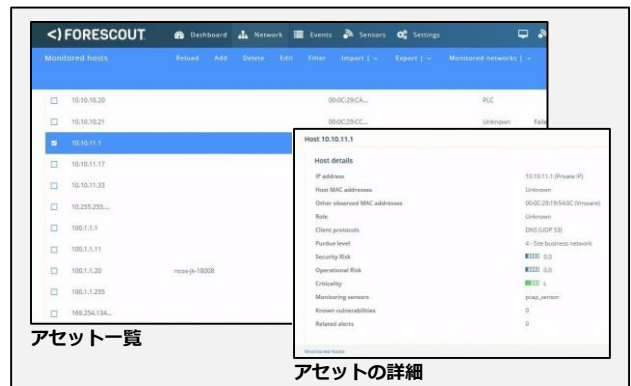 <) FORESCOUT. Dashboard Network Events Sensors Settings
Monitored hosts Reload Add Delete Edit Filter Import | Export | Monitored networks |
10.10.10.20 00:0C:29:CA... PLC
10.10.10.21 00:0C:29:CC... Unknown
10.10.11.1
10.10.11.17
10.10.11.33
10.255.255....
100.1.1.1
100.1.1.11
100.1.1.20
100.1.1.255
169.254.134...
アセット一覧
Host 10.10.11.1
Host details
IP address 10.10.11.1 (Private IP)
Host MAC addresses Unknown
Other observed MAC addresses 00:0C:29:19:54:0C (Vmware)
Role Unknown
Client protocols DNS (UDP 53)
Purdue level 4 - Site business network
Security Risk 0.0
Operational Risk 0.0
Criticality L
Monitoring sensors pcap_sensor
Known vulnerabilities 0
Related alerts 0
Monitored hosts
アセットの詳細